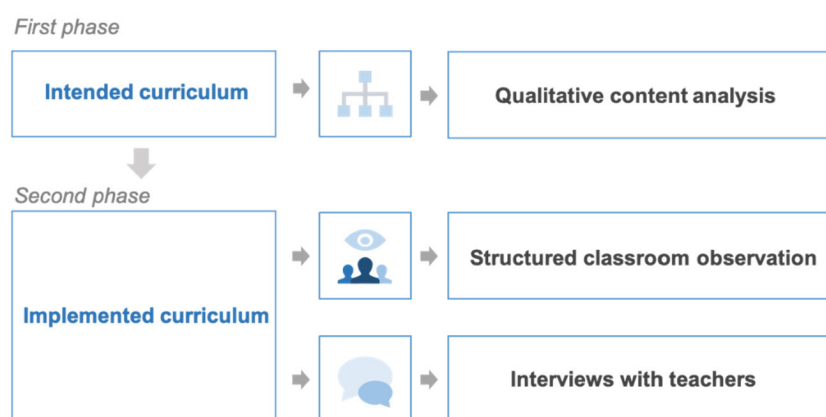 First phase
Intended curriculum
Qualitative content analysis
Second phase
Implemented curriculum
Structured classroom observation
Interviews with teachers